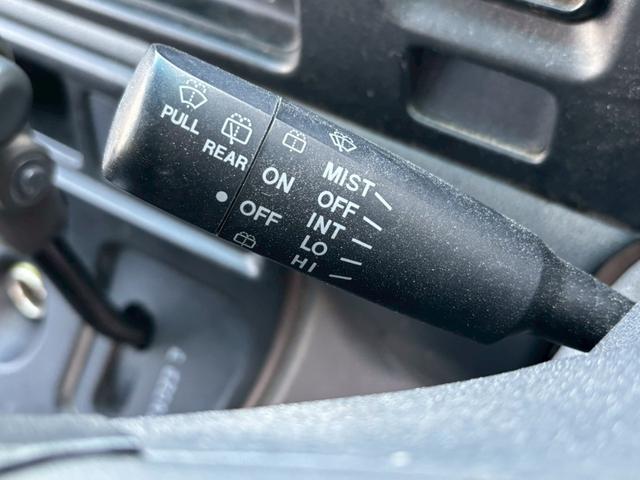 PULL
REAR
ON
OFF
MIST
OFF
INT
LO
HI